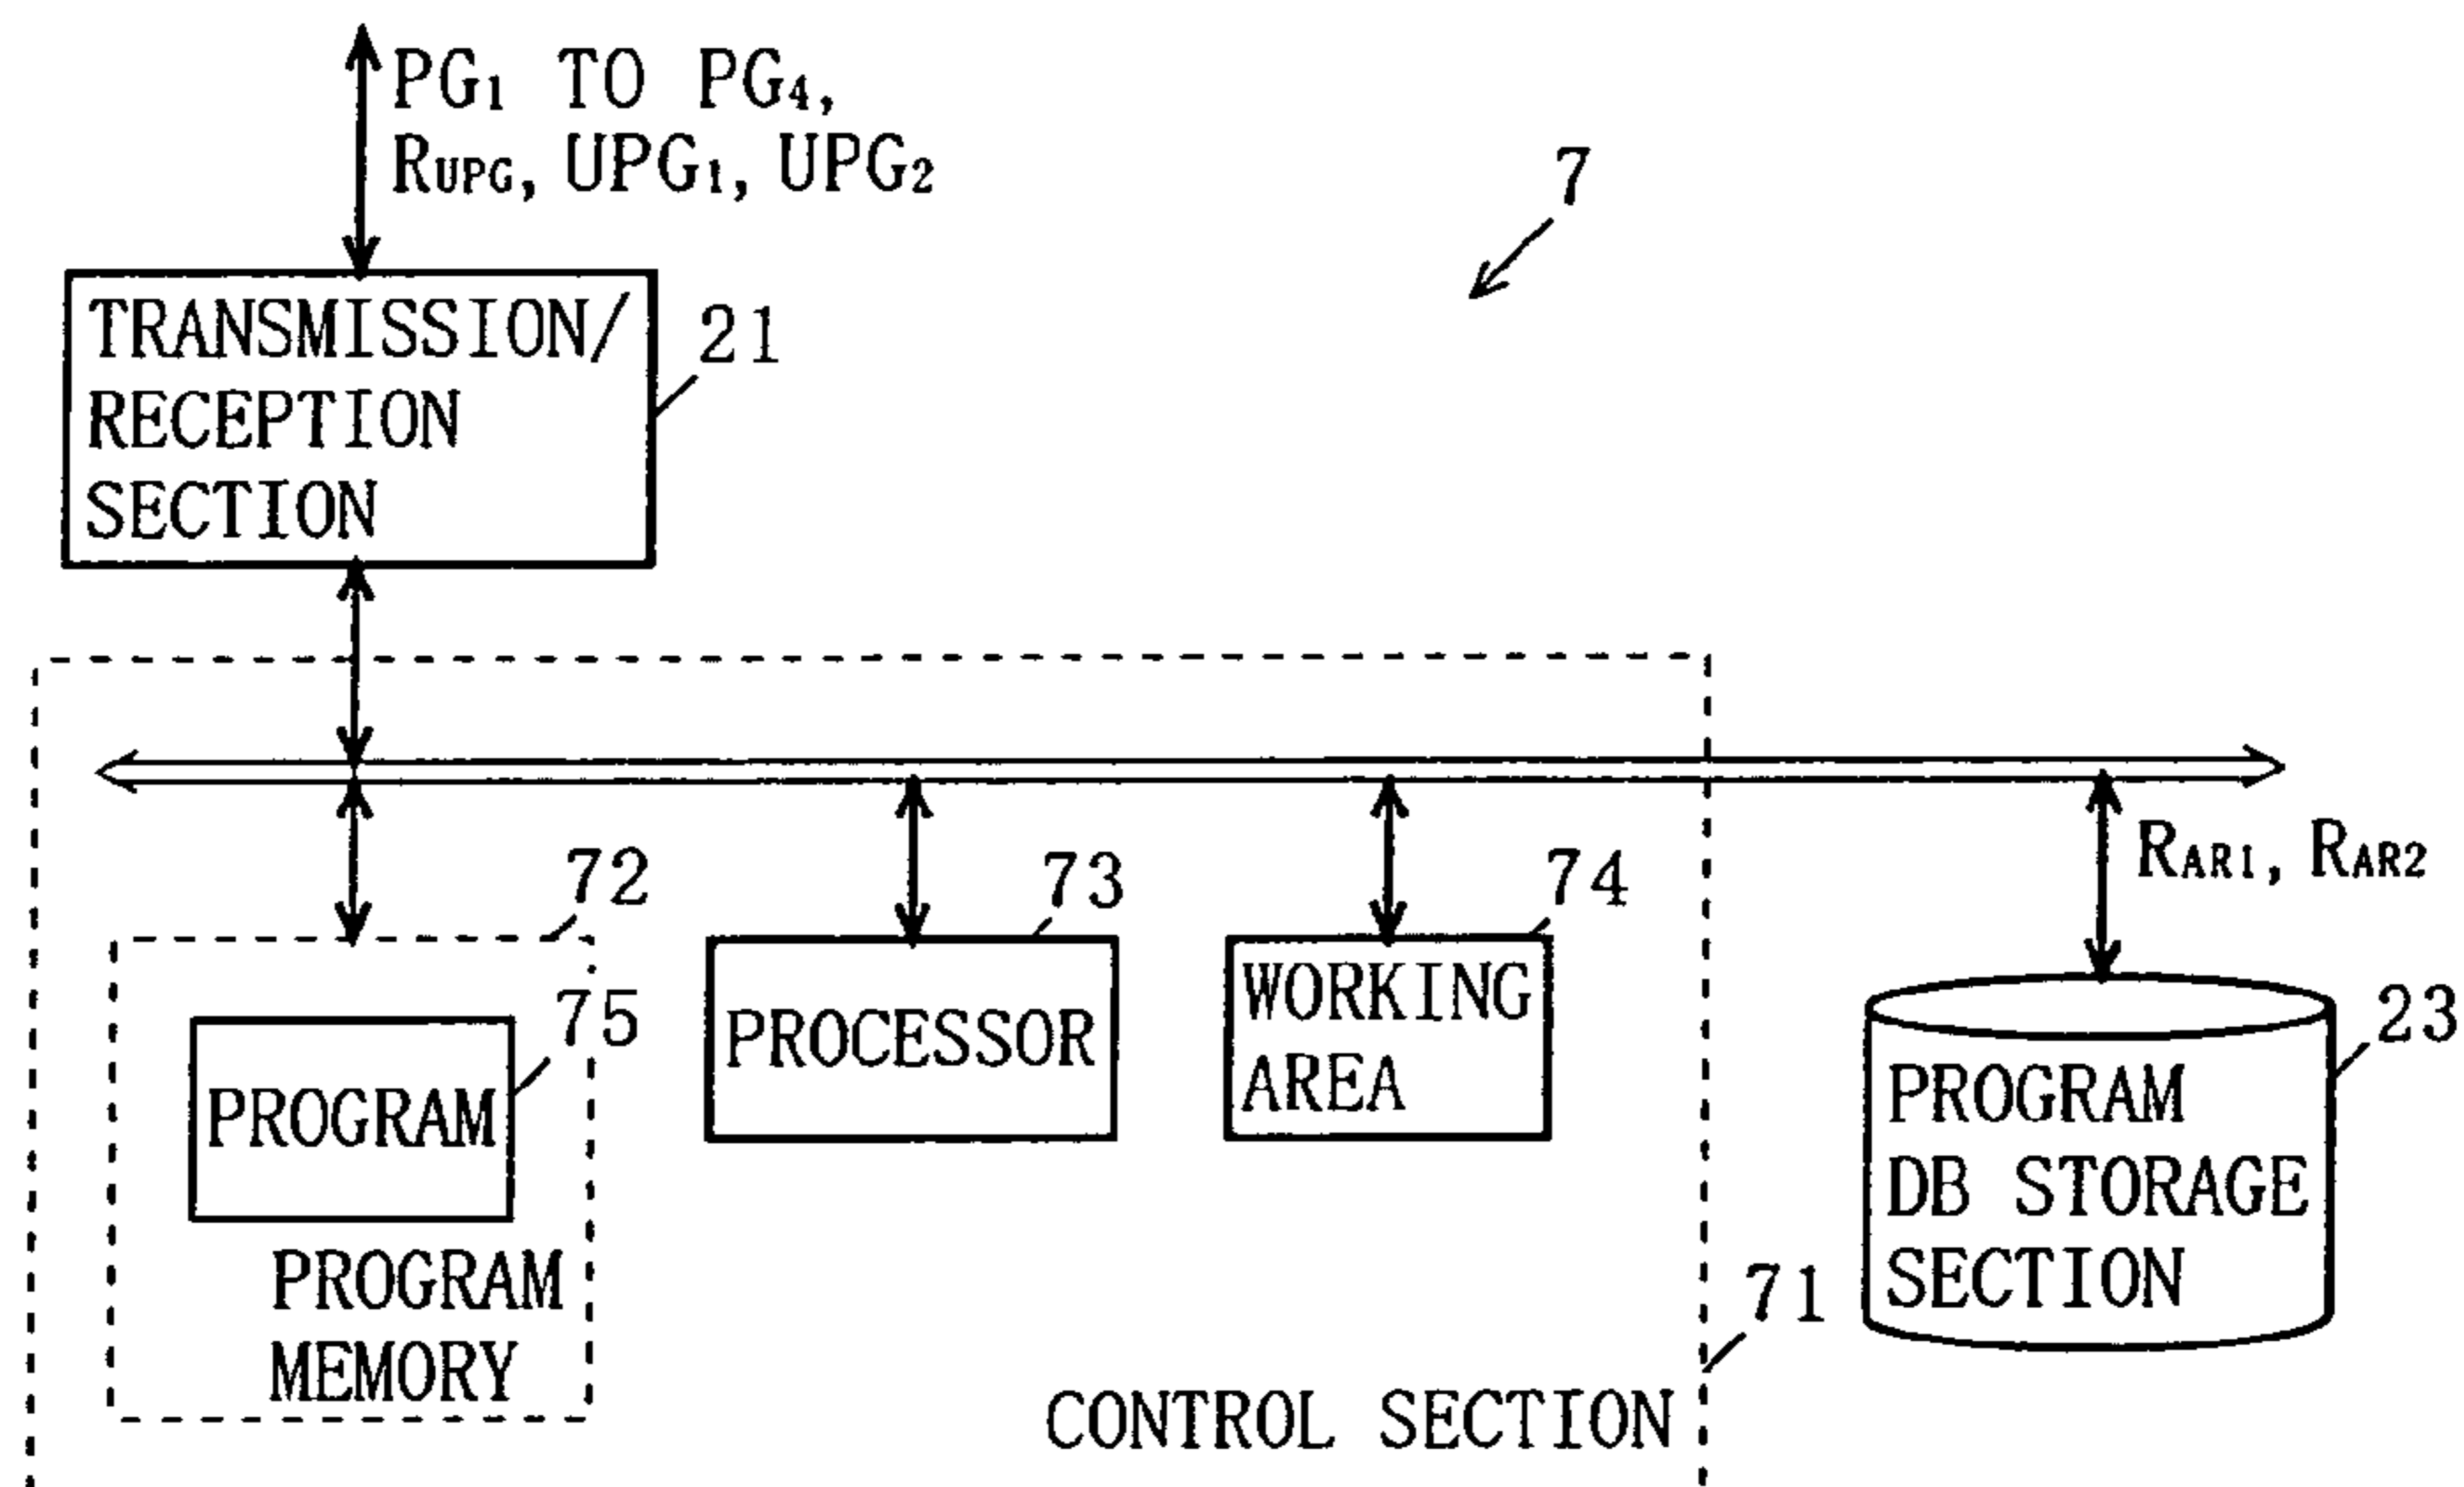 PG1 TO PG4,
RUPG, UPG1, UPG2
7
TRANSMISSION/
RECEPTION
SECTION
21
RAR1, RAR2
72
73
74
75
PROGRAM
PROCESSOR
WORKING
AREA
23
PROGRAM
DB STORAGE
SECTION
PROGRAM
MEMORY
71
CONTROL SECTION